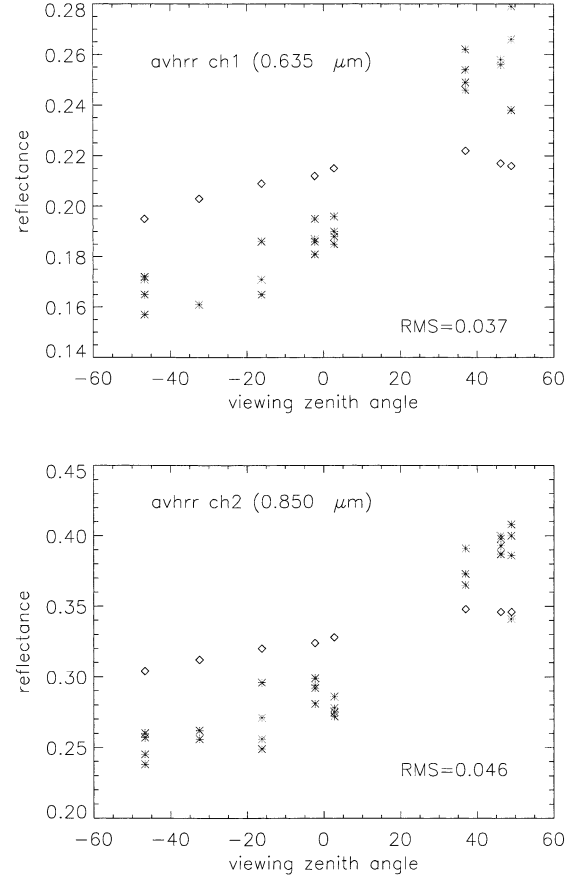 0.28
0.26
0.24
0.22
0.20
0.18
0.16
0.14
reflectance
avhrr ch1 (0.635 μm)
RMS=0.037
−60 −40 −20 0 20 40 60
viewing zenith angle
0.45
0.40
0.35
0.30
0.25
0.20
reflectance
avhrr ch2 (0.850 μm)
RMS=0.046
−60 −40 −20 0 20 40 60
viewing zenith angle